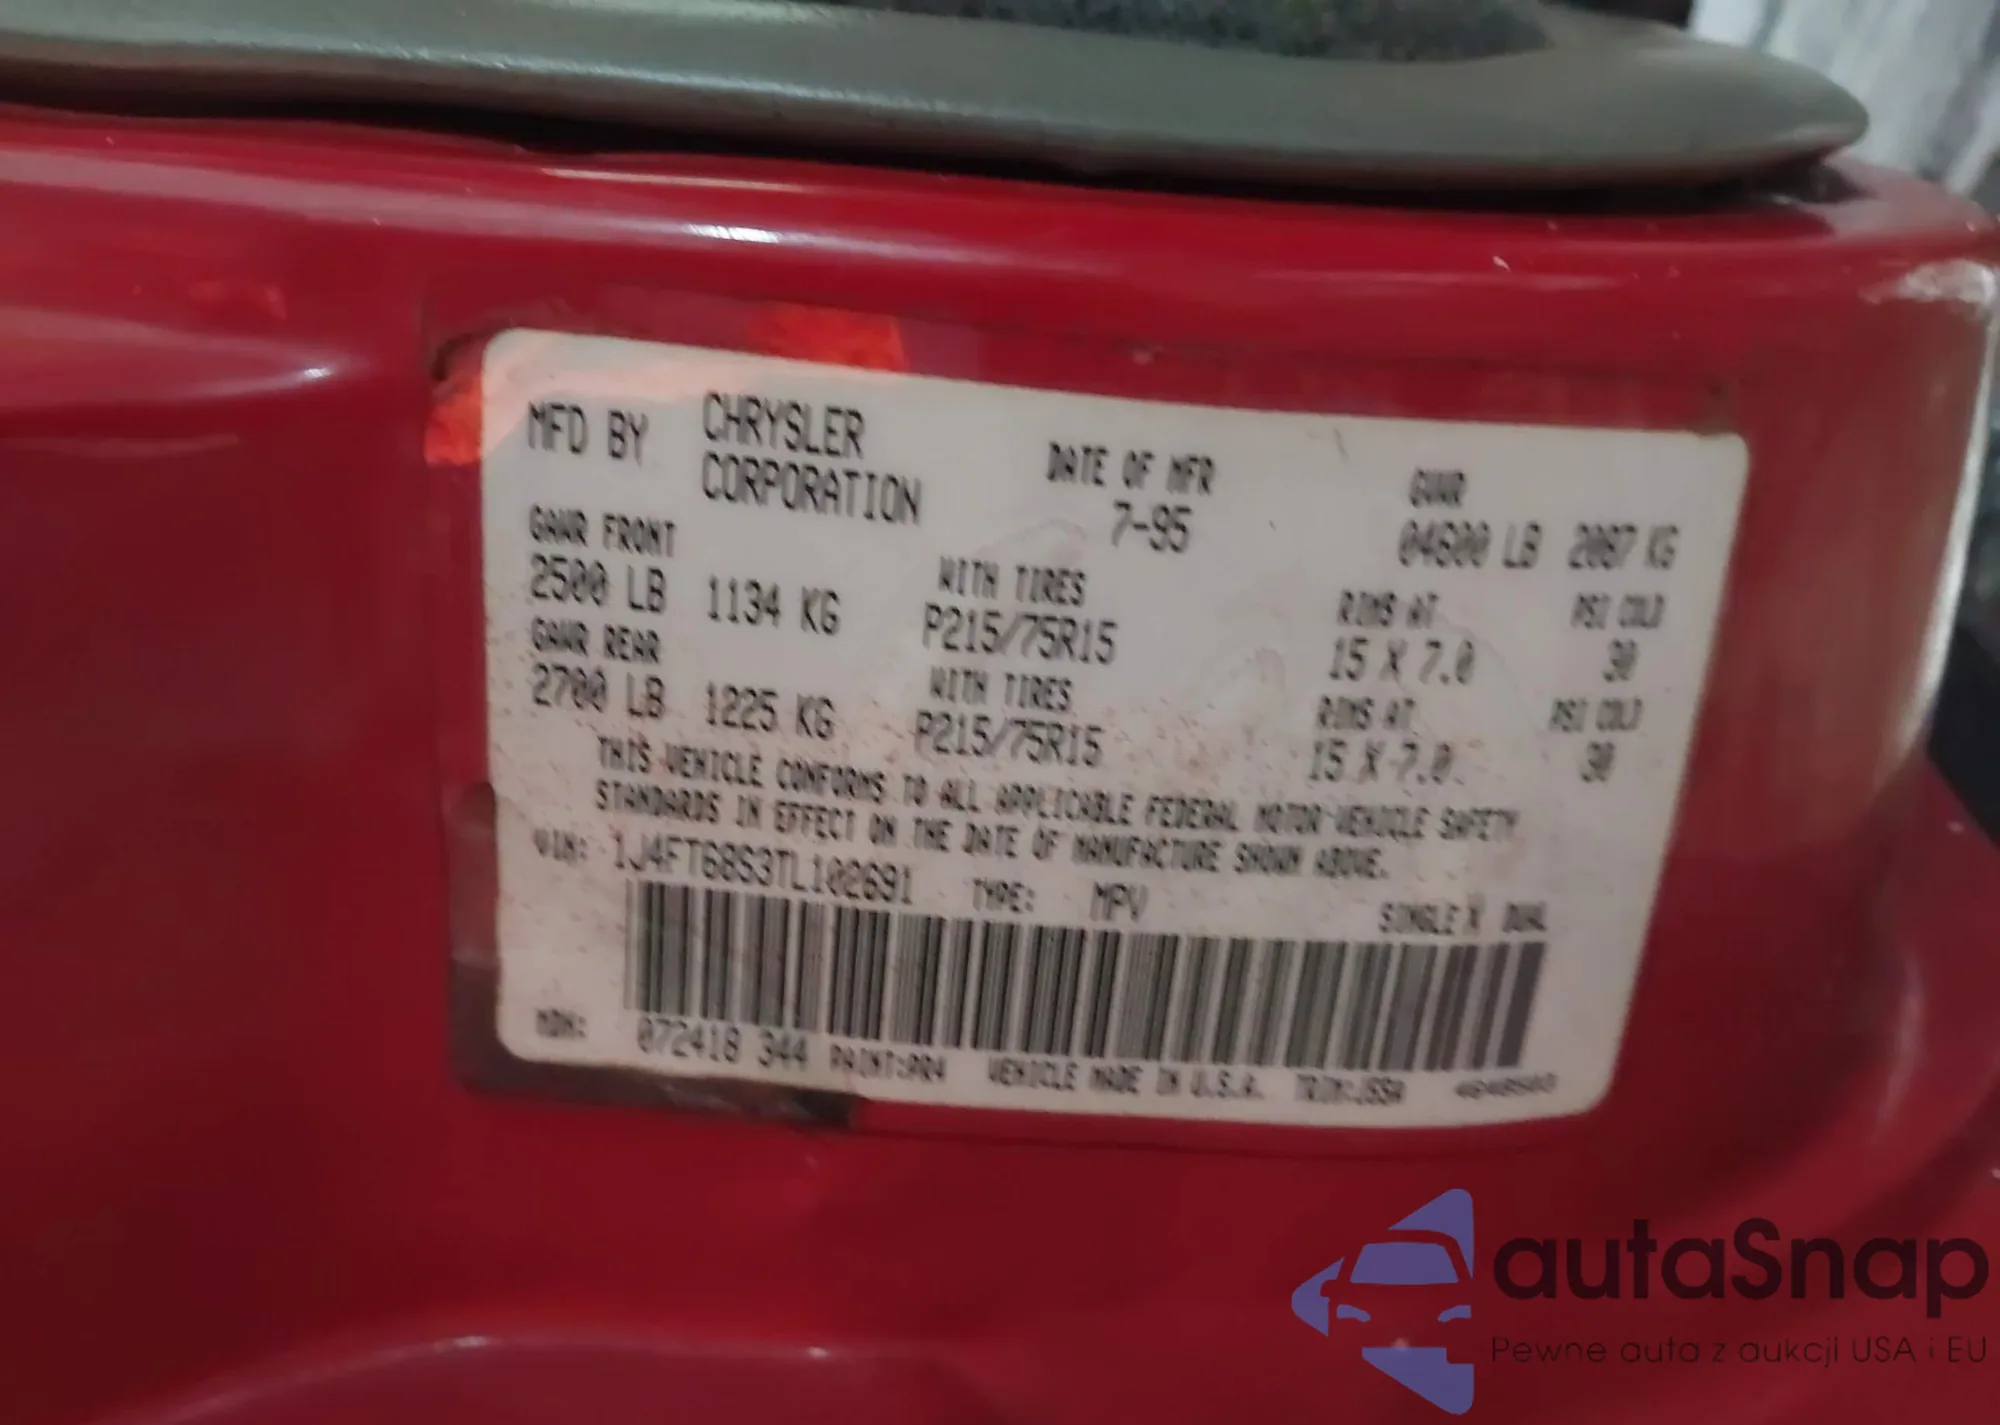 MFD BY CHRYSLER CORPORATION
DATE OF MFR 7-95
GVWR 04600 LB 2087 KG
GAWR FRONT WITH TIRES RIMS AT PSI COLD
2500 LB 1134 KG P215/75R15 15 X 7.0 30
GAWR REAR WITH TIRES RIMS AT PSI COLD
2700 LB 1225 KG P215/75R15 15 X 7.0 30
THIS VEHICLE CONFORMS TO ALL APPLICABLE FEDERAL MOTOR VEHICLE SAFETY
STANDARDS IN EFFECT ON THE DATE OF MANUFACTURE SHOWN ABOVE.
VIN: 1J4FT68S3TL102691 TYPE: MPV SINGLE X DUAL
MDH: 072418 344 PAINT:PR4 VEHICLE MADE IN U.S.A.
autaSnap
Pewne auta z aukcji USA i EU